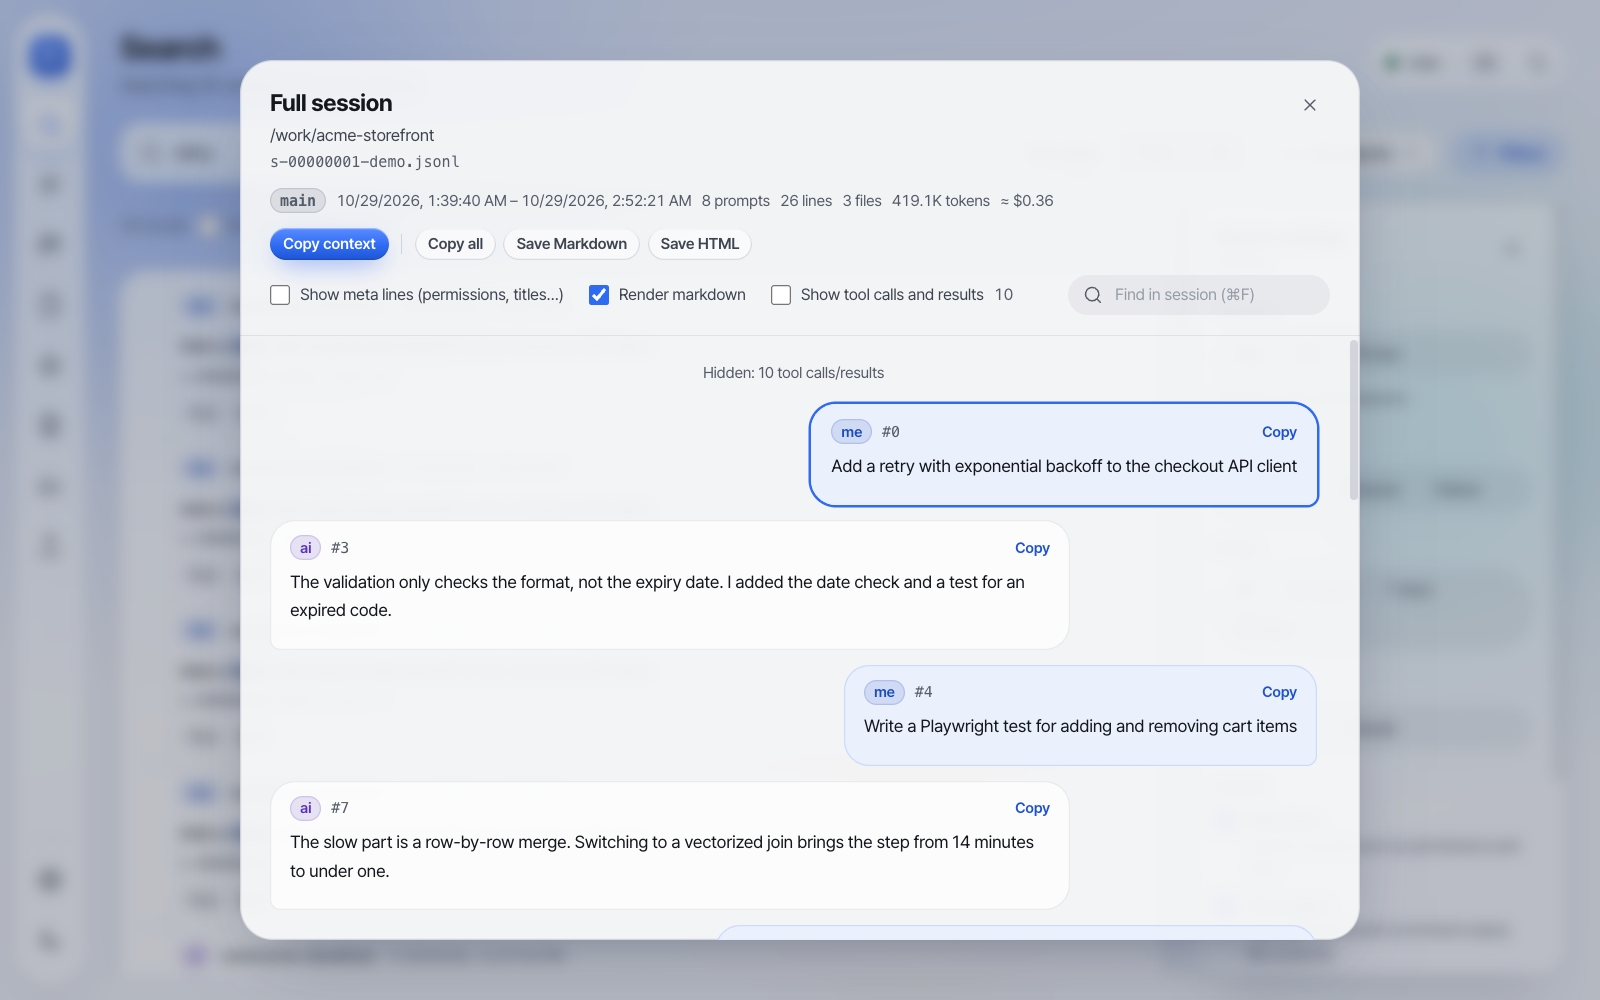 Search
Full session
/work/acme-storefront
s-00000001-demo.jsonl
main 10/29/2026, 1:39:40 AM – 10/29/2026, 2:52:21 AM 8 prompts 26 lines 3 files 419.1K tokens ≈ $0.36
Copy context Copy all Save Markdown Save HTML
Show meta lines (permissions, titles...) Render markdown Show tool calls and results 10 Find in session (⌘F)
Hidden: 10 tool calls/results
me #0 Copy
Add a retry with exponential backoff to the checkout API client
ai #3 Copy
The validation only checks the format, not the expiry date. I added the date check and a test for an
expired code.
me #4 Copy
Write a Playwright test for adding and removing cart items
ai #7 Copy
The slow part is a row-by-row merge. Switching to a vectorized join brings the step from 14 minutes
to under one.